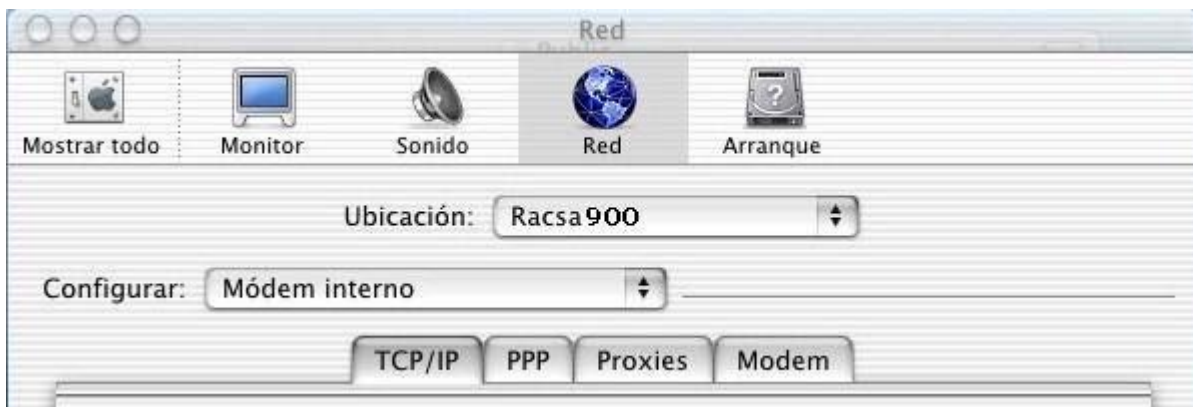 Red
Mostrar todo Monitor Sonido Red Arranque
Ubicación: Racsa900
Configurar: Módem interno
TCP/IP PPP Proxies Modem